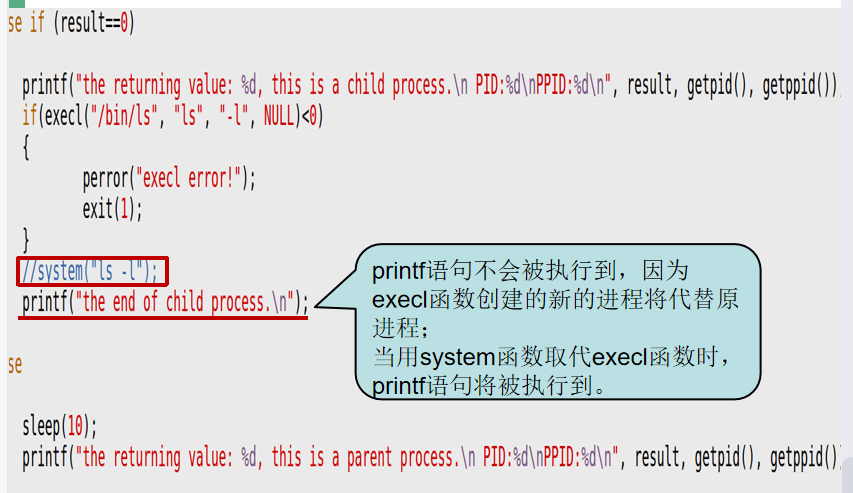 se if (result==0)
printf("the returning value: %d, this is a child process.\n PID:%d\nPPID:%d\n", result, getpid(), getppid()),
if(execl("/bin/ls", "ls", "-l", NULL)<0)
{
perror("execl error!");
exit(1);
}
//system("ls -l");
printf("the end of child process.\n");
printf语句不会被执行到，因为
execl函数创建的新的进程将代替原
进程；
当用system函数取代execl函数时，
printf语句将被执行到。
se
sleep(10);
printf("the returning value: %d, this is a parent process.\n PID:%d\nPPID:%d\n", result, getpid(), getppid()